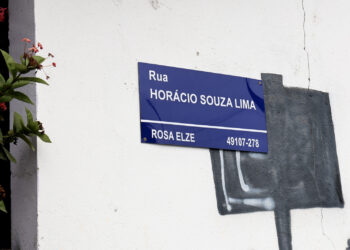 Rua
HORÁCIO SOUZA LIMA
ROSA ELZE 49107-278